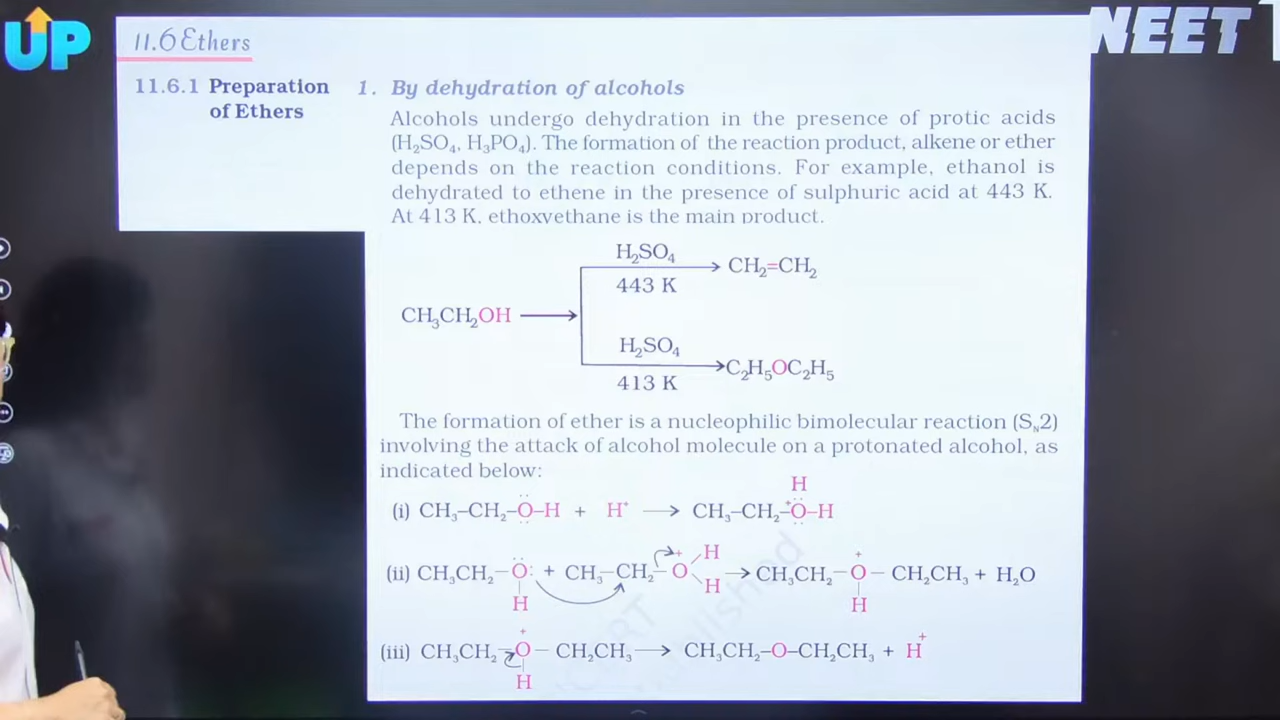 UP
NEET
11.6 Ethers
11.6.1 Preparation of Ethers
1. By dehydration of alcohols
Alcohols undergo dehydration in the presence of protic acids
(H₂SO₄, H₃PO₄). The formation of the reaction product, alkene or ether
depends on the reaction conditions. For example, ethanol is
dehydrated to ethene in the presence of sulphuric acid at 443 K.
At 413 K, ethoxyethane is the main product.
H₂SO₄
CH₂=CH₂
443 K
CH₃CH₂OH ⟶
H₂SO₄
C₂H₅OC₂H₅
413 K
The formation of ether is a nucleophilic bimolecular reaction (S_N2)
involving the attack of alcohol molecule on a protonated alcohol, as
indicated below:
H
(i) CH₃–CH₂–Ö–H + H⁺ ⟶ CH₃–CH₂–Ö⁺–H
(ii) CH₃CH₂–Ö: + CH₃–CH₂–O⁺ H ⟶ CH₃CH₂–O⁺–CH₂CH₃ + H₂O
H H H
(iii) CH₃CH₂–O⁺–CH₂CH₃ ⟶ CH₃CH₂–O–CH₂CH₃ + H⁺
H